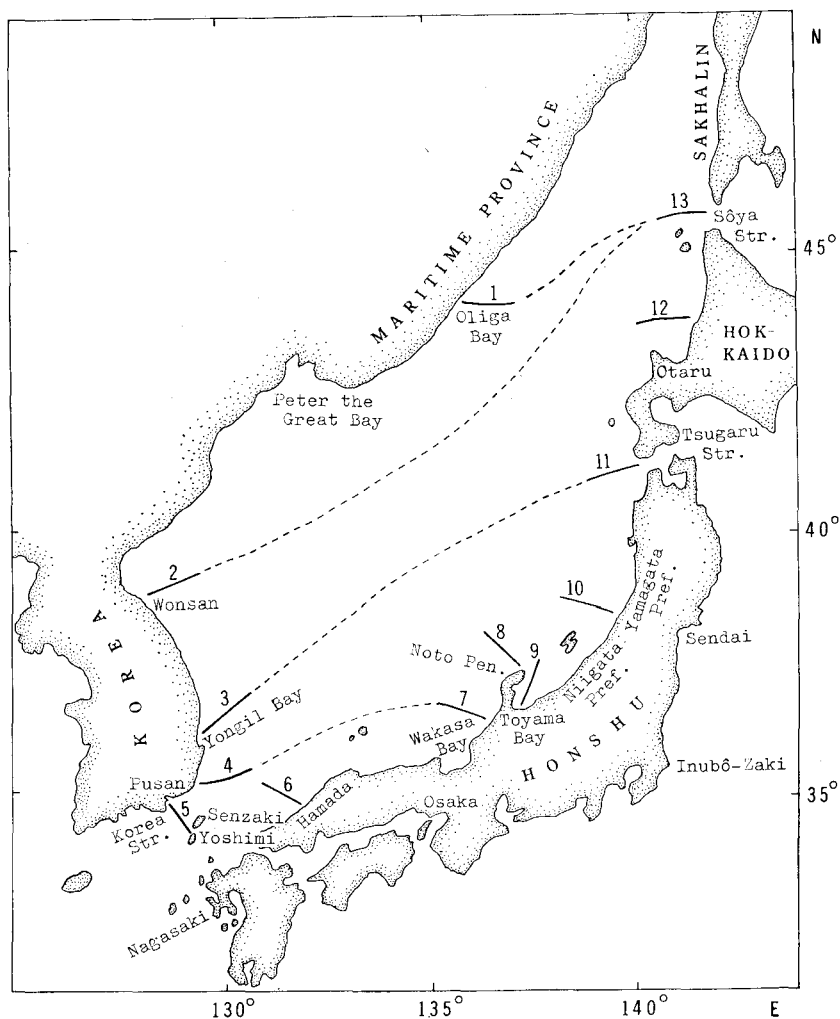 N
SAKHALIN
MARITIME PROVINCE
13
Sôya
Str.
45°
1
Oliga
Bay
12
HOK-
KAIDO
Otaru
Peter the
Great Bay
Tsugaru
Str.
11
40°
2
Wonsan
10
Yamagata
Pref.
8
9
Sendai
Noto Pen.
Niigata
Pref.
KOREA
3
Yongil Bay
7
Wakasa
Bay
Toyama
Bay
HONSHU
4
Pusan
6
Inubô-Zaki
35°
Hamada
Osaka
5
Korea
Str.
Senzaki
Yoshimi
Nagasaki
130°
135°
140°
E